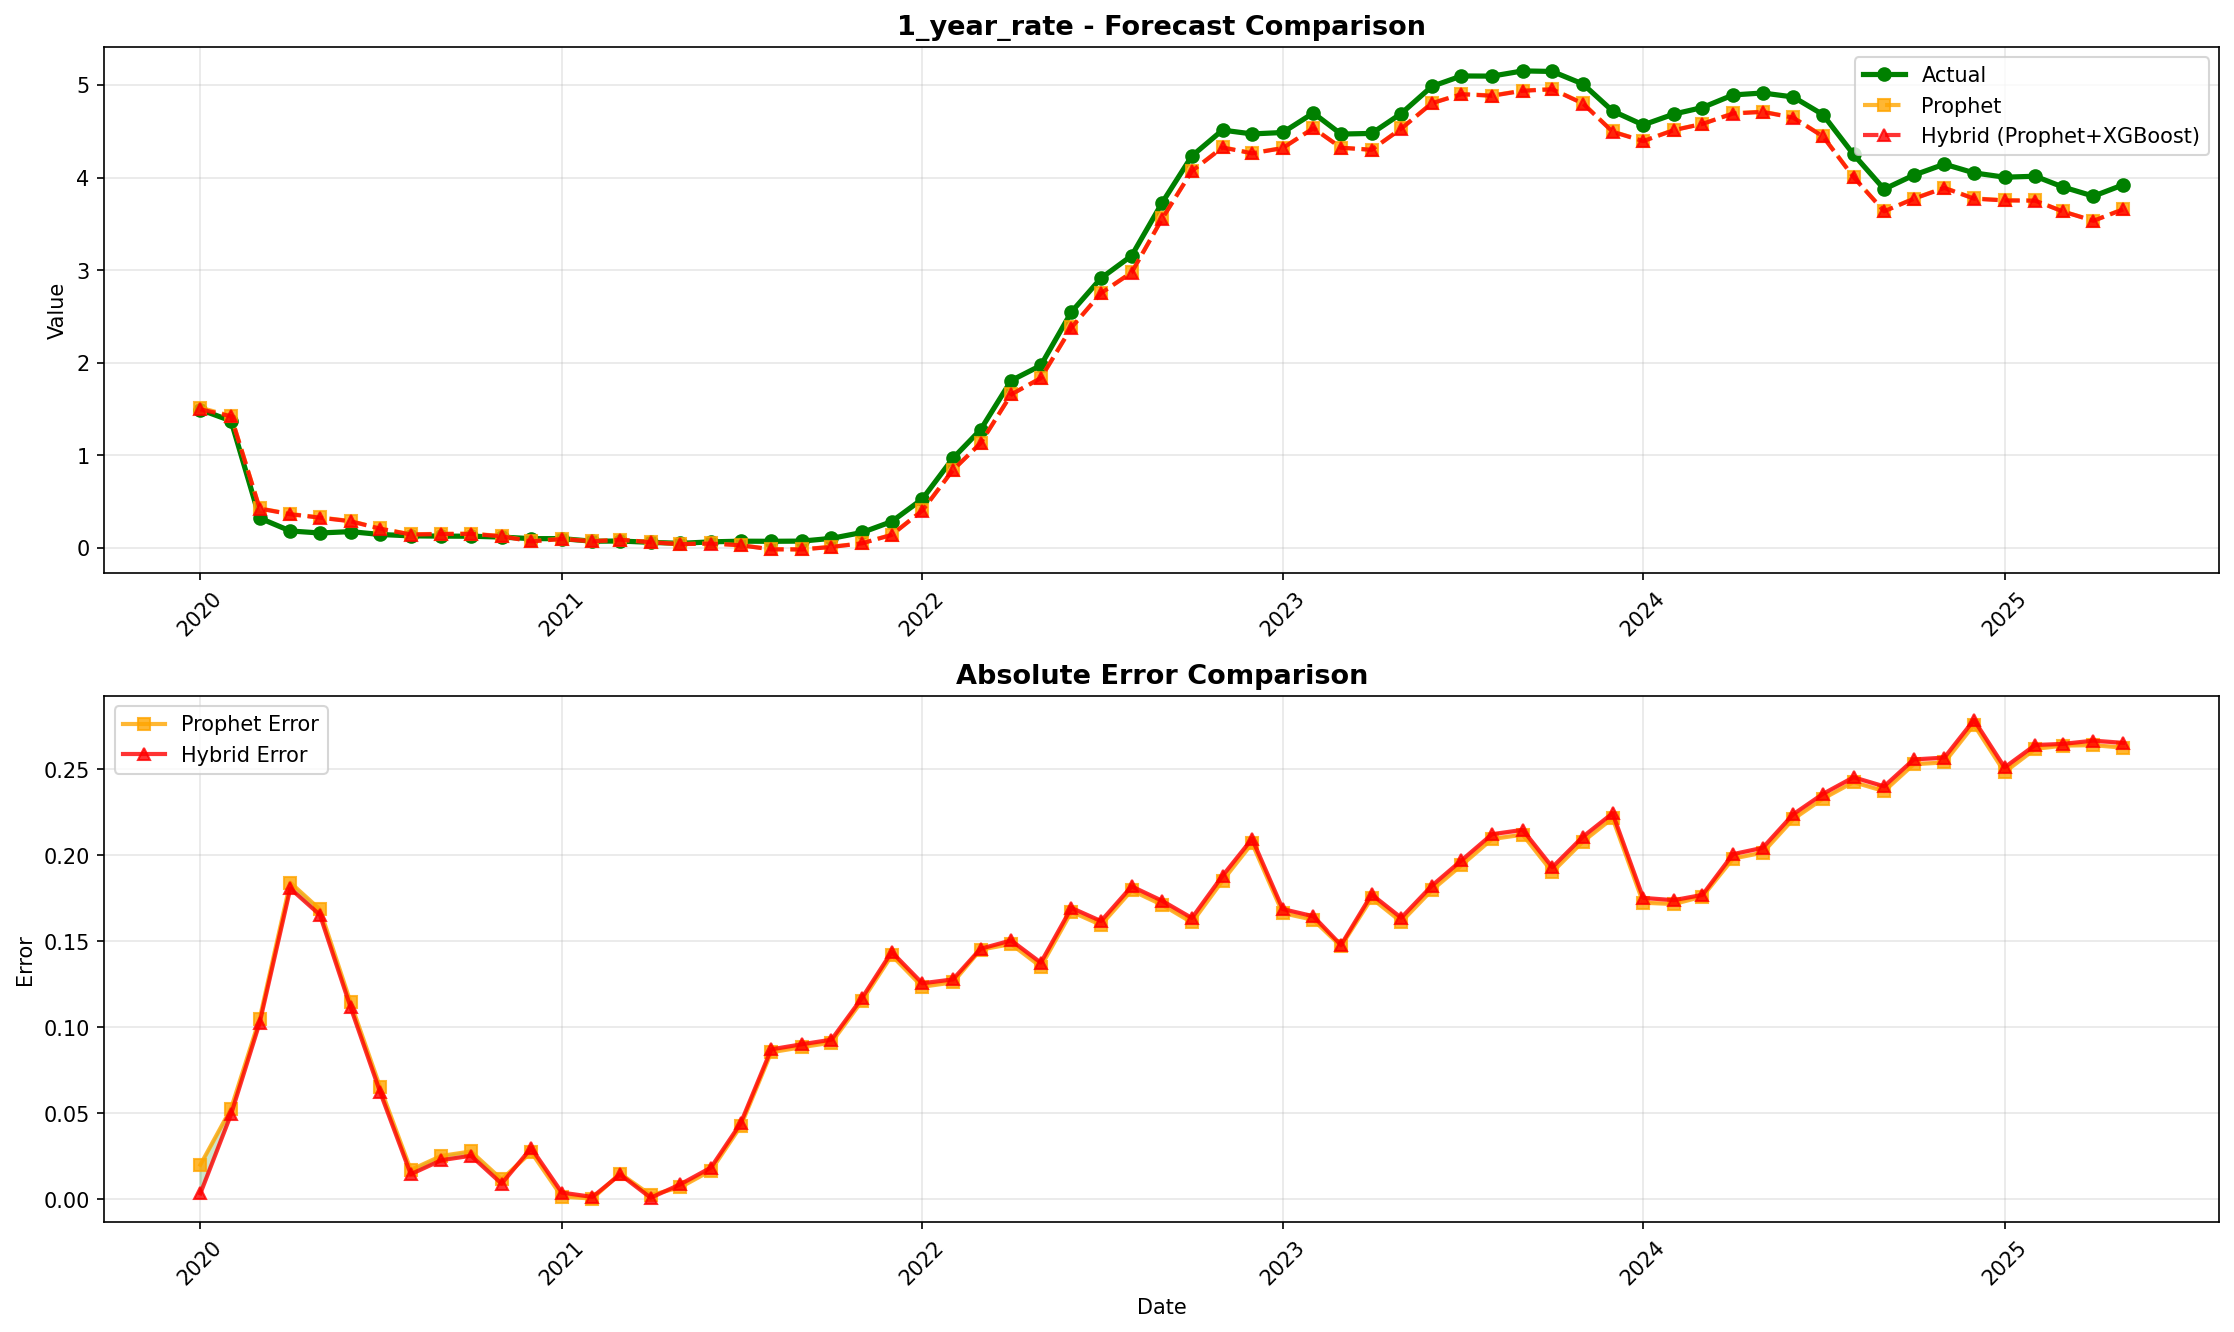 1_year_rate - Forecast Comparison
Value
5
4
3
2
1
0
Actual
Prophet
Hybrid (Prophet+XGBoost)
2020
2021
2022
2023
2024
2025
Absolute Error Comparison
Error
0.25
0.20
0.15
0.10
0.05
0.00
Prophet Error
Hybrid Error
2020
2021
2022
2023
2024
2025
Date